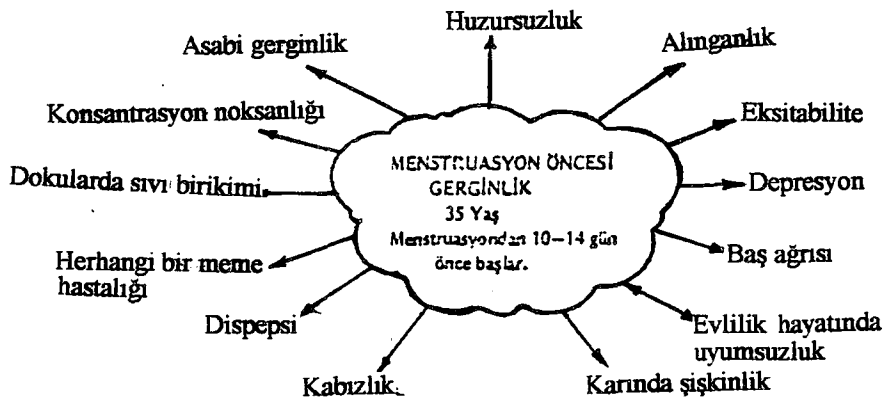 Huzursuzluk
Asabi gerginlik
Alınganlık
Konsantrasyon noksanlığı
Eksitabilite
Dokularda sıvı birikimi
Depresyon
MENSTRUASYON ÖNCESİ
GERGİNLİK
35 Yaş
Menstruasyondan 10–14 gün
önce başlar.
Herhangi bir meme
hastalığı
Baş ağrısı
Dispepsi
Evlilik hayatında
uyumsuzluk
Kabızlık
Karında şişkinlik